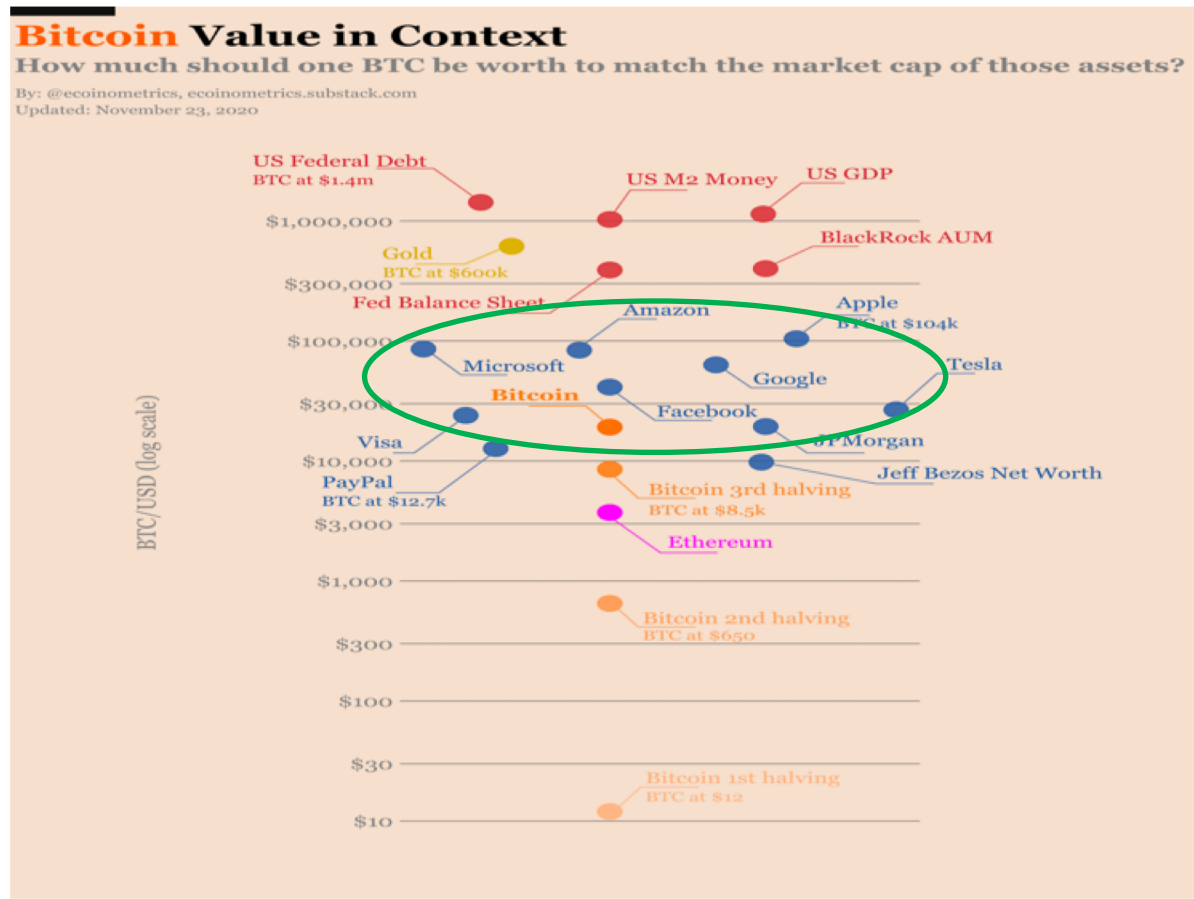 Bitcoin Value in Context
How much should one BTC be worth to match the market cap of those assets?
By: @ecoinometrics, ecoinometrics.substack.com
Updated: November 23, 2020
US Federal Debt
BTC at $1.4m
US M2 Money
US GDP
$1,000,000
Gold
BTC at $600k
BlackRock AUM
$300,000
Fed Balance Sheet
Amazon
Apple
BTC at $104k
$100,000
Microsoft
Google
Tesla
Bitcoin
$30,000
Facebook
Visa
JPMorgan
$10,000
PayPal
BTC at $12.7k
Jeff Bezos Net Worth
Bitcoin 3rd halving
BTC at $8.5k
BTC/USD (log scale)
$3,000
Ethereum
$1,000
Bitcoin 2nd halving
BTC at $650
$300
$100
$30
Bitcoin 1st halving
BTC at $12
$10